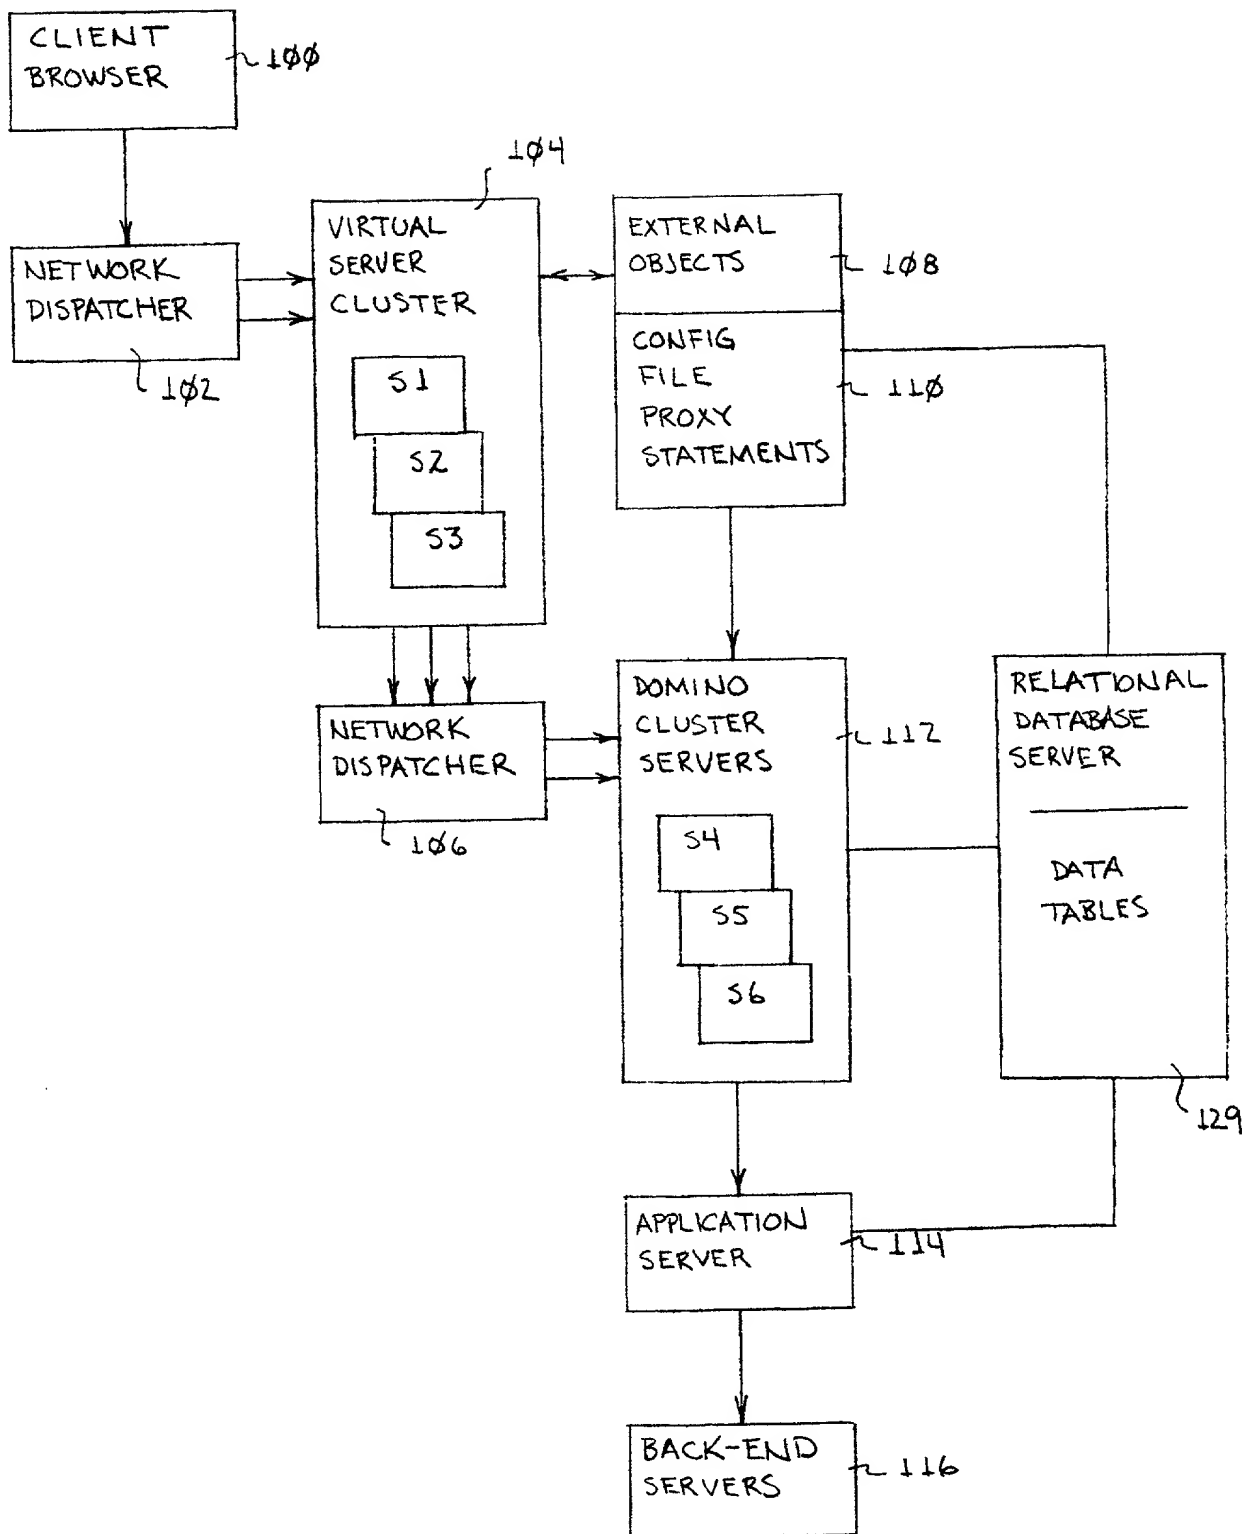 CLIENT
BROWSER
100
104
VIRTUAL
SERVER
CLUSTER
S1
S2
S3
EXTERNAL
OBJECTS
108
CONFIG
FILE
PROXY
STATEMENTS
110
NETWORK
DISPATCHER
102
NETWORK
DISPATCHER
106
DOMINO
CLUSTER
SERVERS
112
S4
S5
S6
RELATIONAL
DATABASE
SERVER
DATA
TABLES
129
APPLICATION
SERVER
114
BACK-END
SERVERS
116